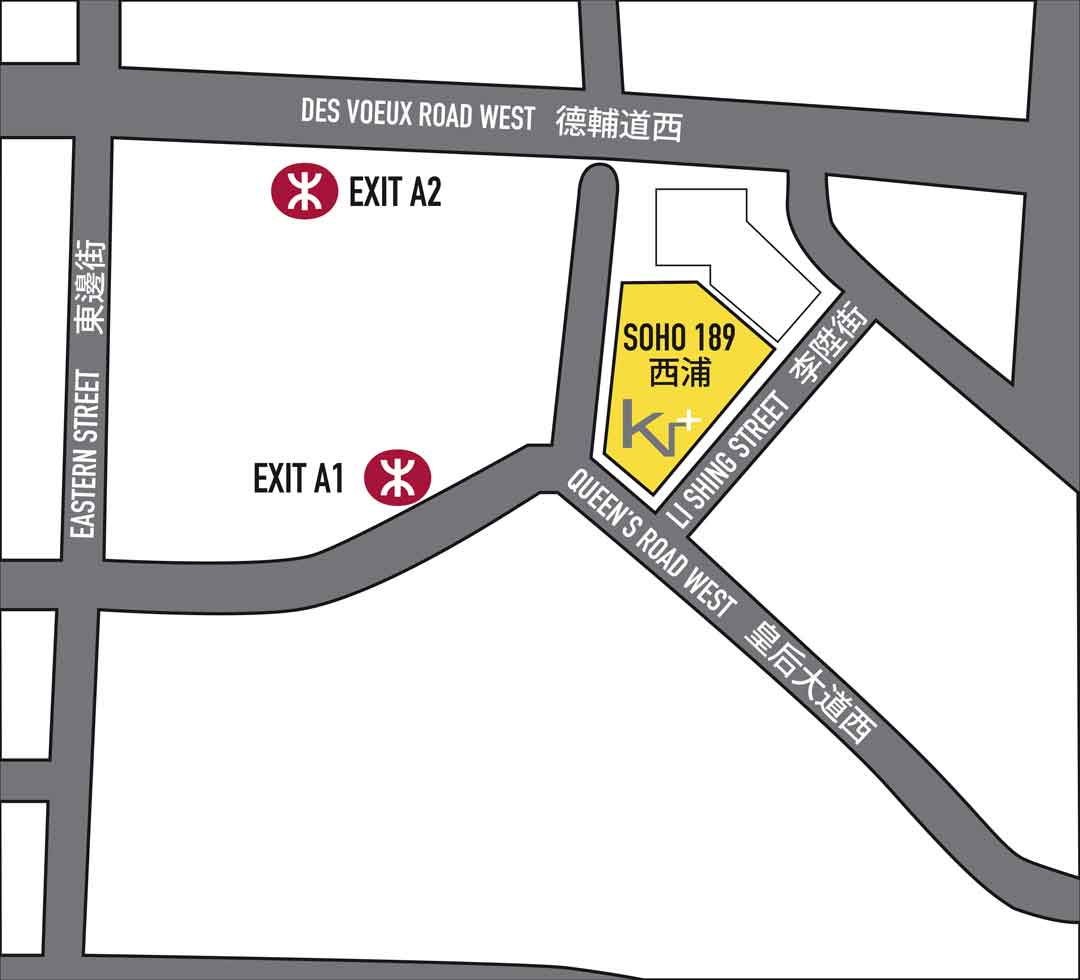 DES VOEUX ROAD WEST 德輔道西
EXIT A2
EASTERN STREET 東邊街
SOHO 189
西浦
Kr+
LI SHING STREET 李陞街
EXIT A1
QUEEN'S ROAD WEST 皇后大道西